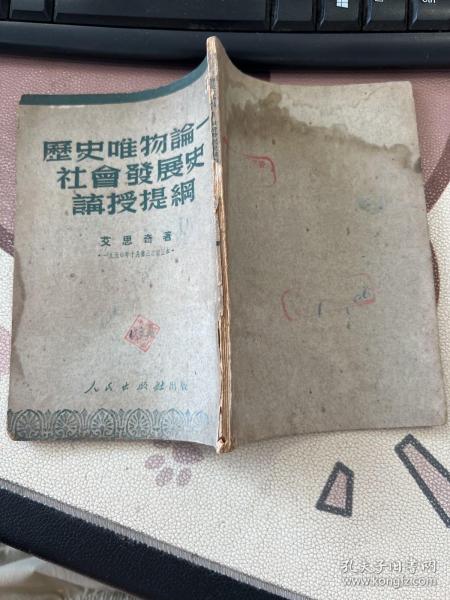 歷史唯物論—
社會發展史
講授提綱
艾思奇著
人民出版社出版
孔夫子旧书网
www.kongfz.com